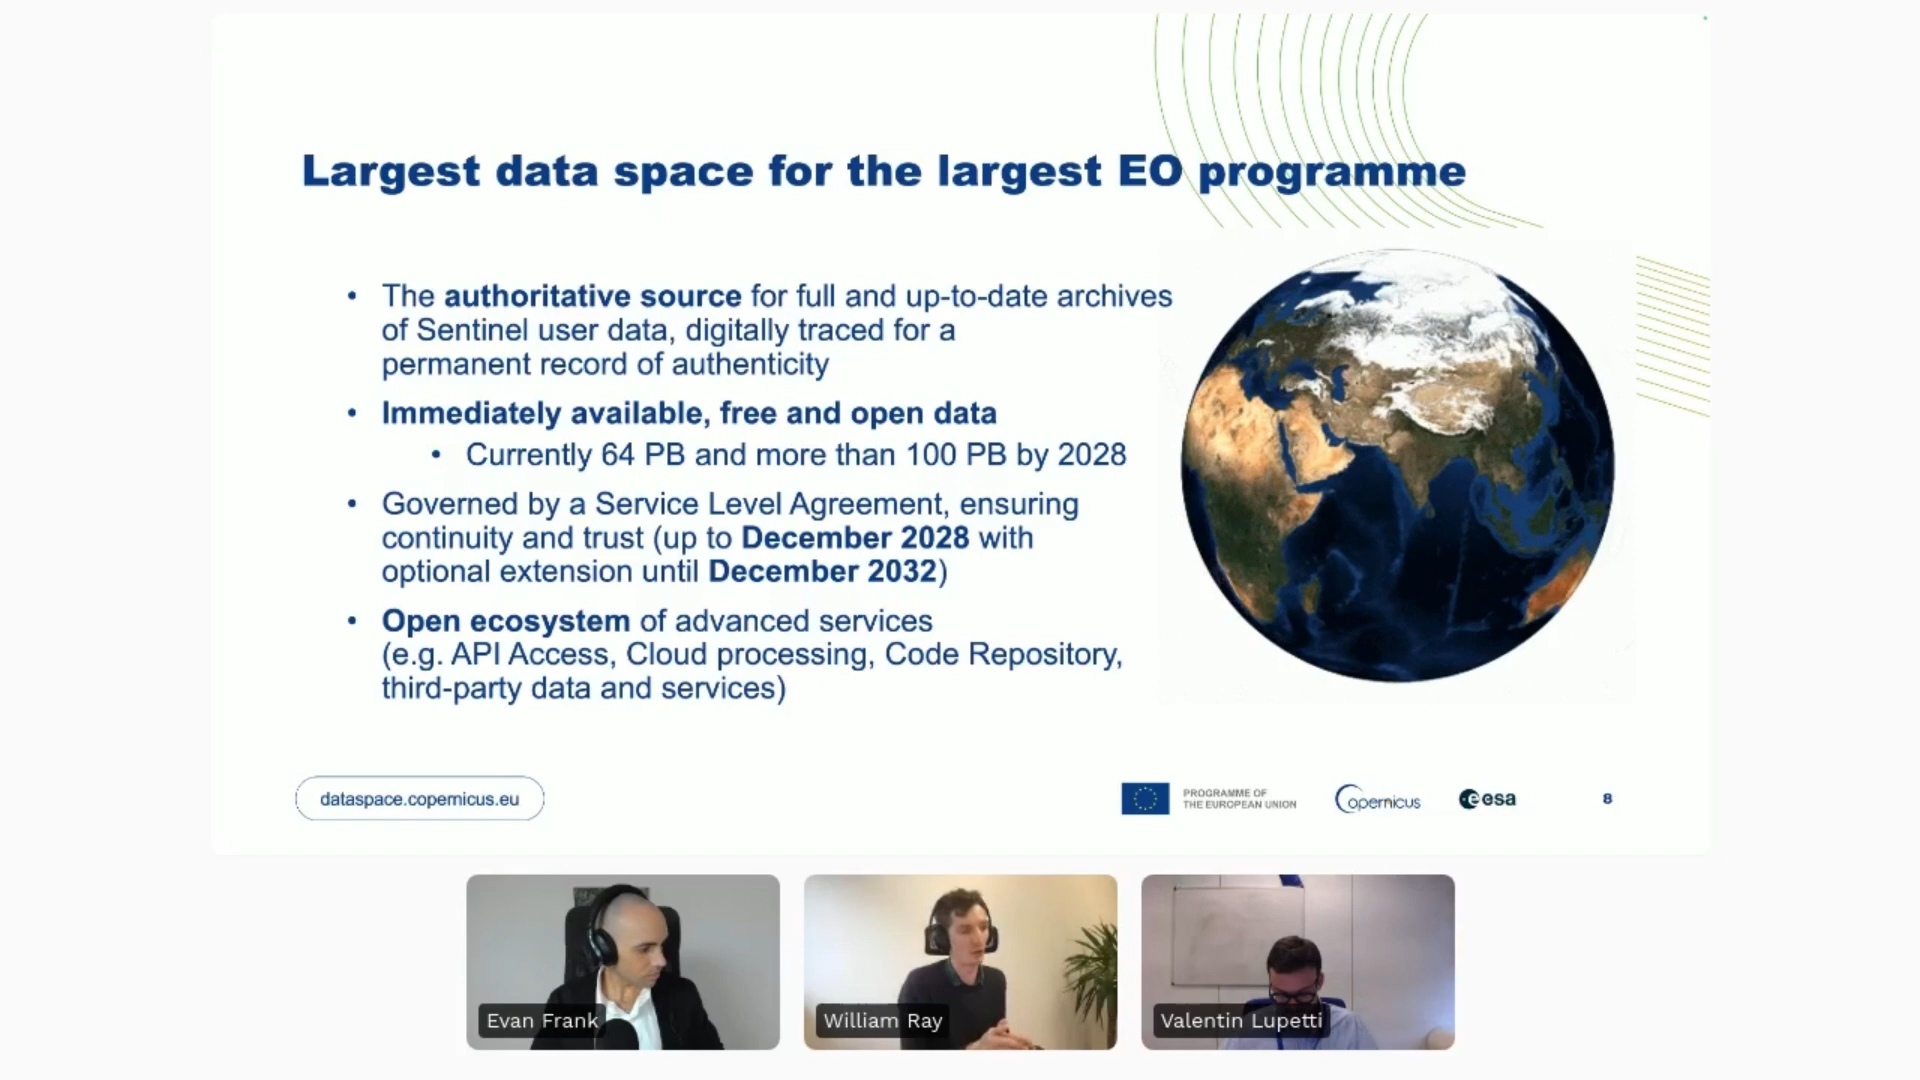 Largest data space for the largest EO programme
• The authoritative source for full and up-to-date archives
of Sentinel user data, digitally traced for a
permanent record of authenticity
• Immediately available, free and open data
• Currently 64 PB and more than 100 PB by 2028
• Governed by a Service Level Agreement, ensuring
continuity and trust (up to December 2028 with
optional extension until December 2032)
• Open ecosystem of advanced services
(e.g. API Access, Cloud processing, Code Repository,
third-party data and services)
dataspace.copernicus.eu
PROGRAMME OF
THE EUROPEAN UNION
opernicus
esa
8
Evan Frank
William Ray
Valentin Lupetti